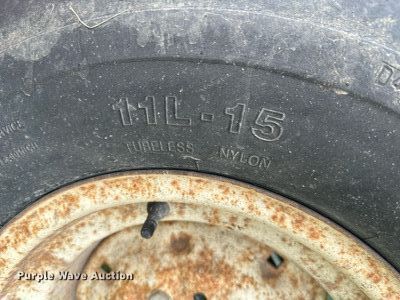 11L-15
TUBELESS NYLON
Purple Wave Auction